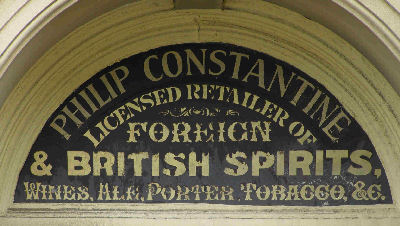 PHILIP CONSTANTINE
LICENSED RETAILER OF
FOREIGN
& BRITISH SPIRITS,
WINES, ALE, PORTER, TOBACCO, &C.